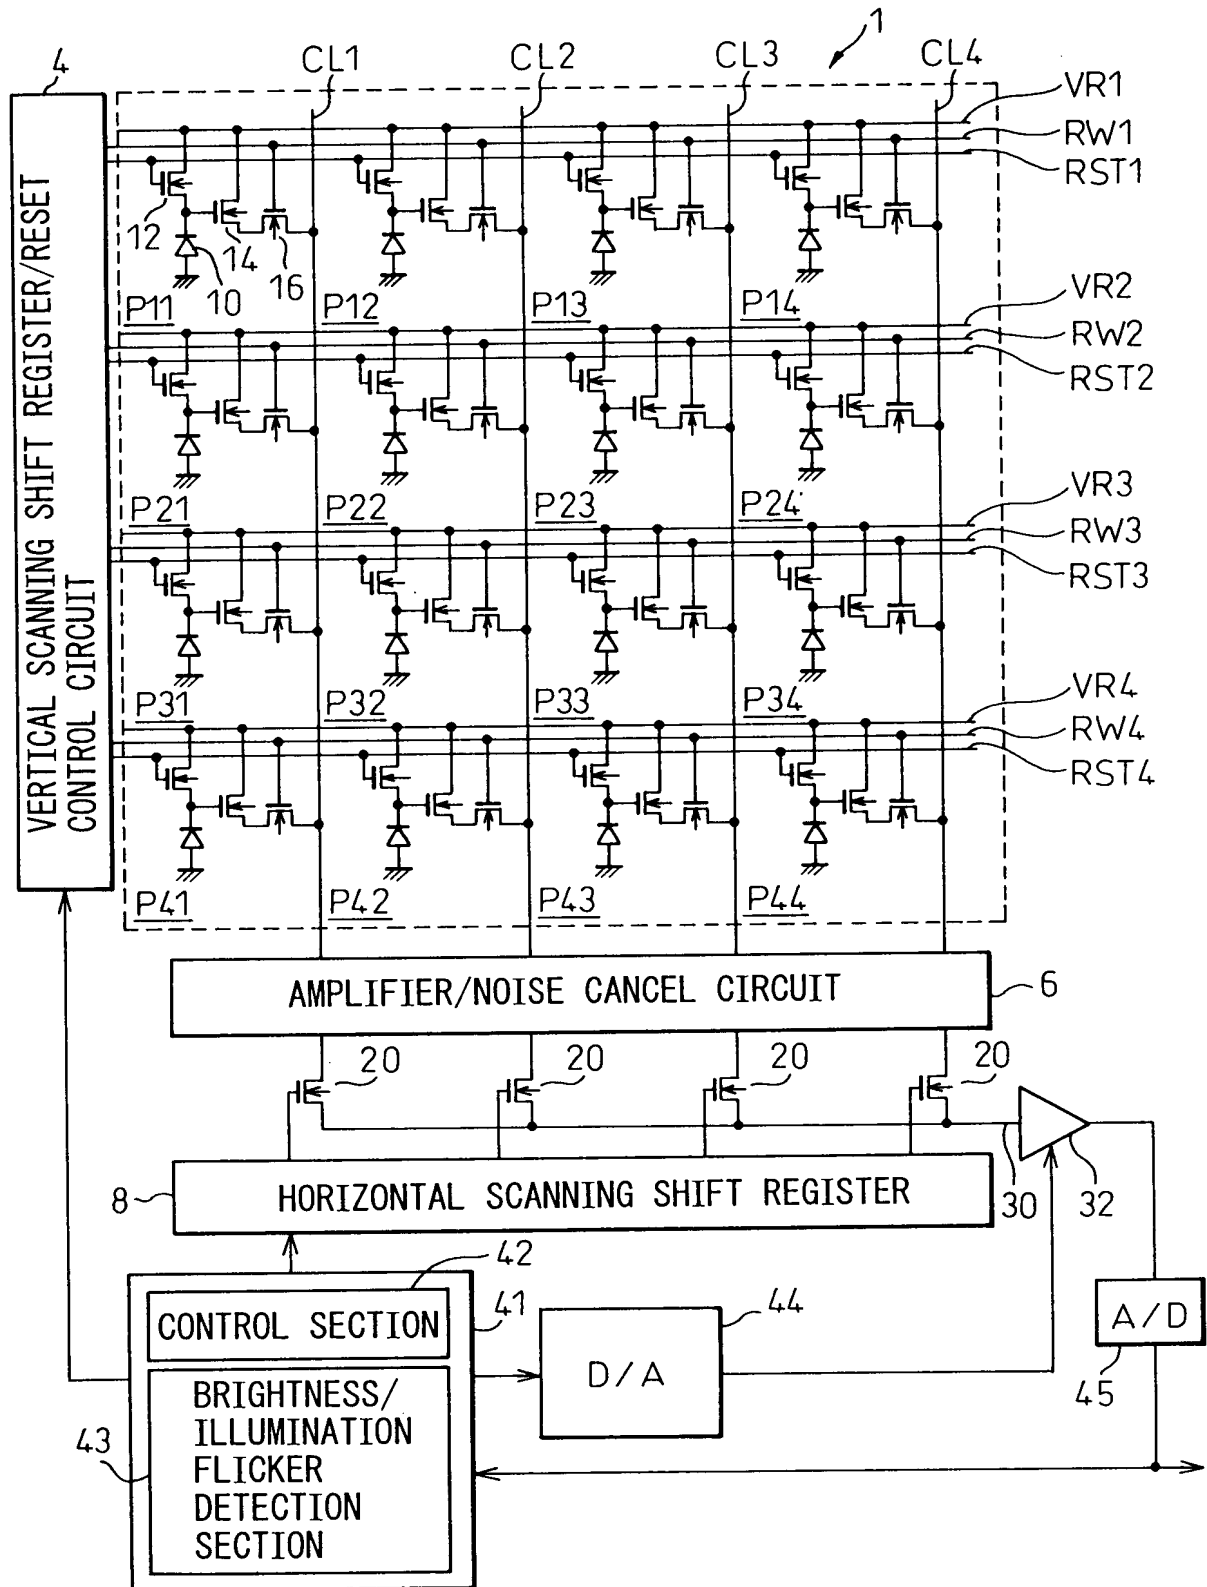 1
4
CL1
CL2
CL3
CL4
VR1
RW1
RST1
12
14
16
10
P11
P12
P13
P14
VR2
RW2
RST2
P21
P22
P23
P24
VR3
RW3
RST3
P31
P32
P33
P34
VR4
RW4
RST4
P41
P42
P43
P44
VERTICAL SCANNING SHIFT REGISTER/RESET
CONTROL CIRCUIT
AMPLIFIER/NOISE CANCEL CIRCUIT
6
20
20
20
20
8
HORIZONTAL SCANNING SHIFT REGISTER
30
32
42
CONTROL SECTION
41
44
D/A
A/D
45
43
BRIGHTNESS/
ILLUMINATION
FLICKER
DETECTION
SECTION